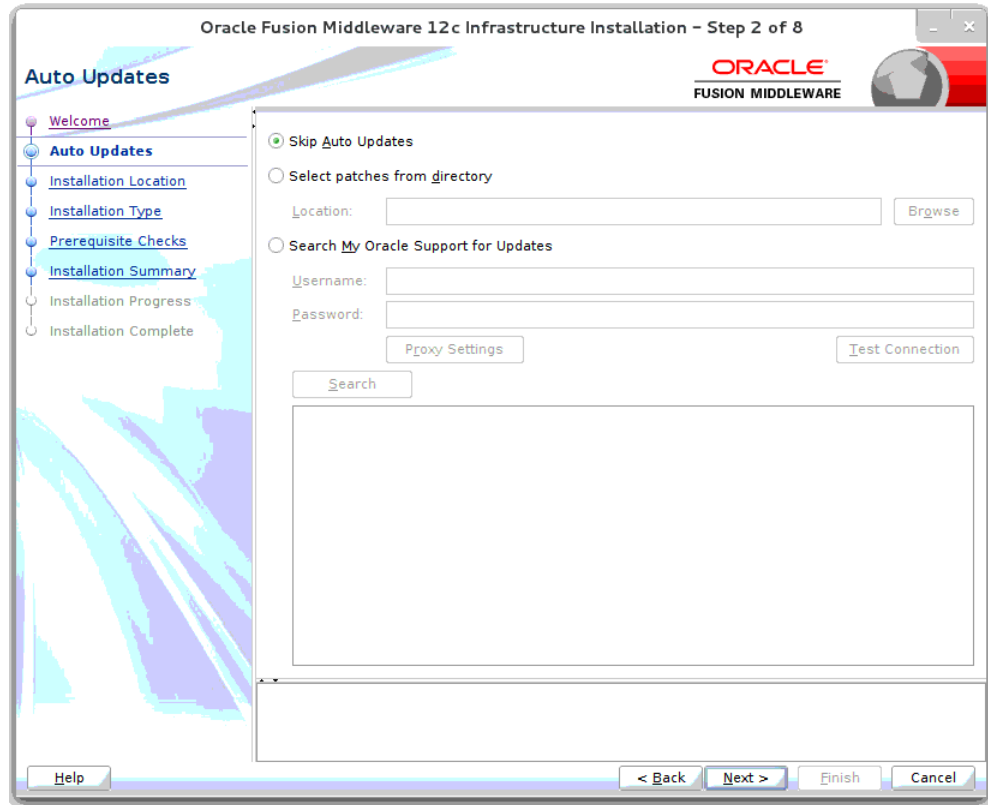 Oracle Fusion Middleware 12c Infrastructure Installation – Step 2 of 8
Auto Updates
ORACLE
FUSION MIDDLEWARE
Welcome
Auto Updates
Installation Location
Installation Type
Prerequisite Checks
Installation Summary
Installation Progress
Installation Complete
Skip Auto Updates
Select patches from directory
Location:
Browse
Search My Oracle Support for Updates
Username:
Password:
Proxy Settings
Test Connection
Search
Help
< Back
Next >
Finish
Cancel